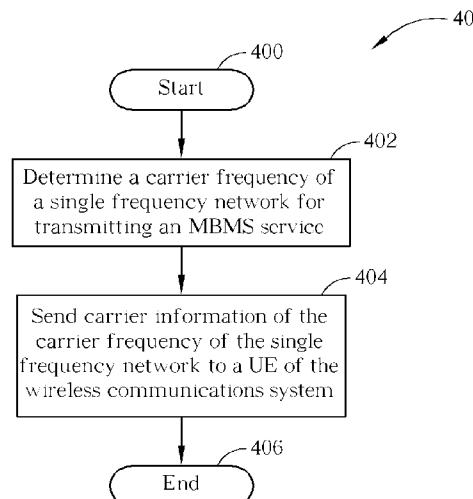 40
400
Start
402
Determine a carrier frequency of
a single frequency network for
transmitting an MBMS service
404
Send carrier information of the
carrier frequency of the single
frequency network to a UE of the
wireless communications system
406
End